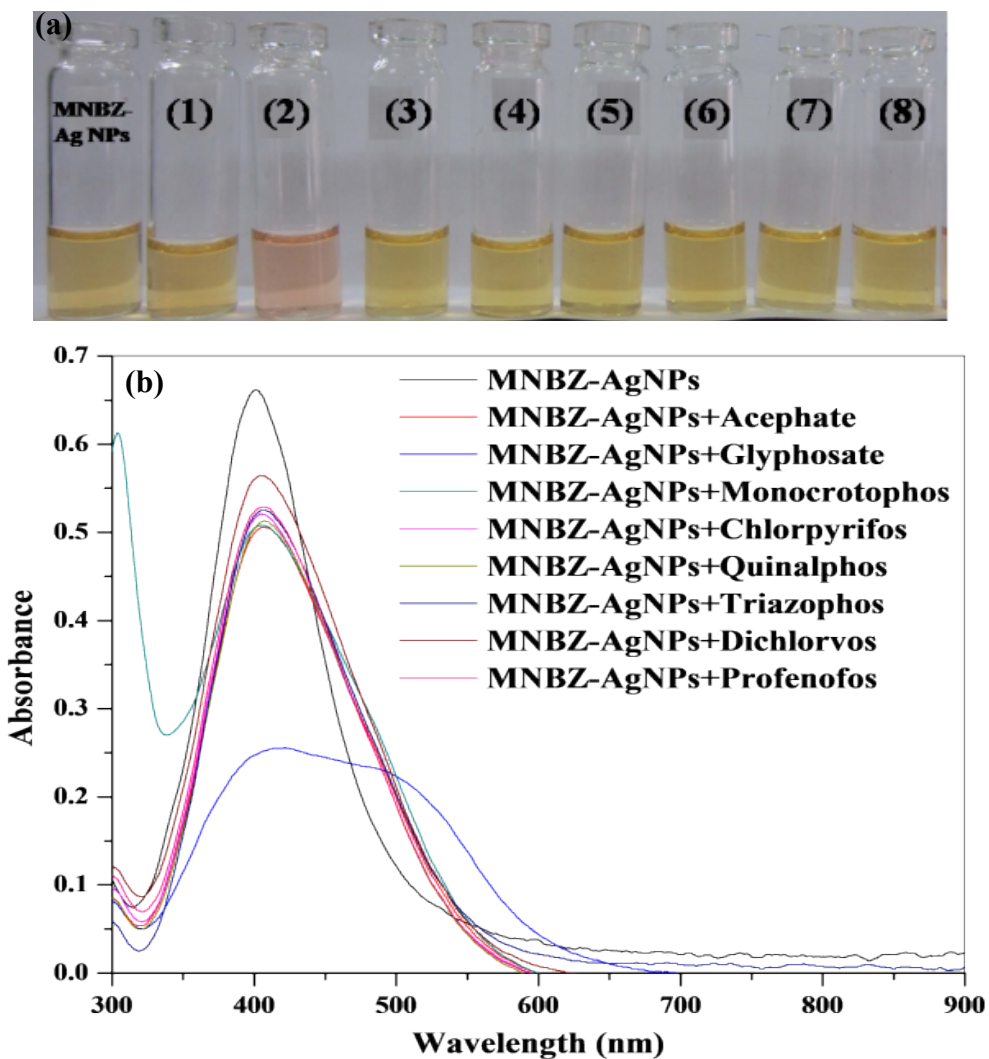 (a)
MNBZ-
Ag NPs
(1)
(2)
(3)
(4)
(5)
(6)
(7)
(8)
(b)
MNBZ-AgNPs
MNBZ-AgNPs+Acephate
MNBZ-AgNPs+Glyphosate
MNBZ-AgNPs+Monocrotophos
MNBZ-AgNPs+Chlorpyrifos
MNBZ-AgNPs+Quinalphos
MNBZ-AgNPs+Triazophos
MNBZ-AgNPs+Dichlorvos
MNBZ-AgNPs+Profenofos
Absorbance
0.7
0.6
0.5
0.4
0.3
0.2
0.1
0.0
300 400 500 600 700 800 900
Wavelength (nm)